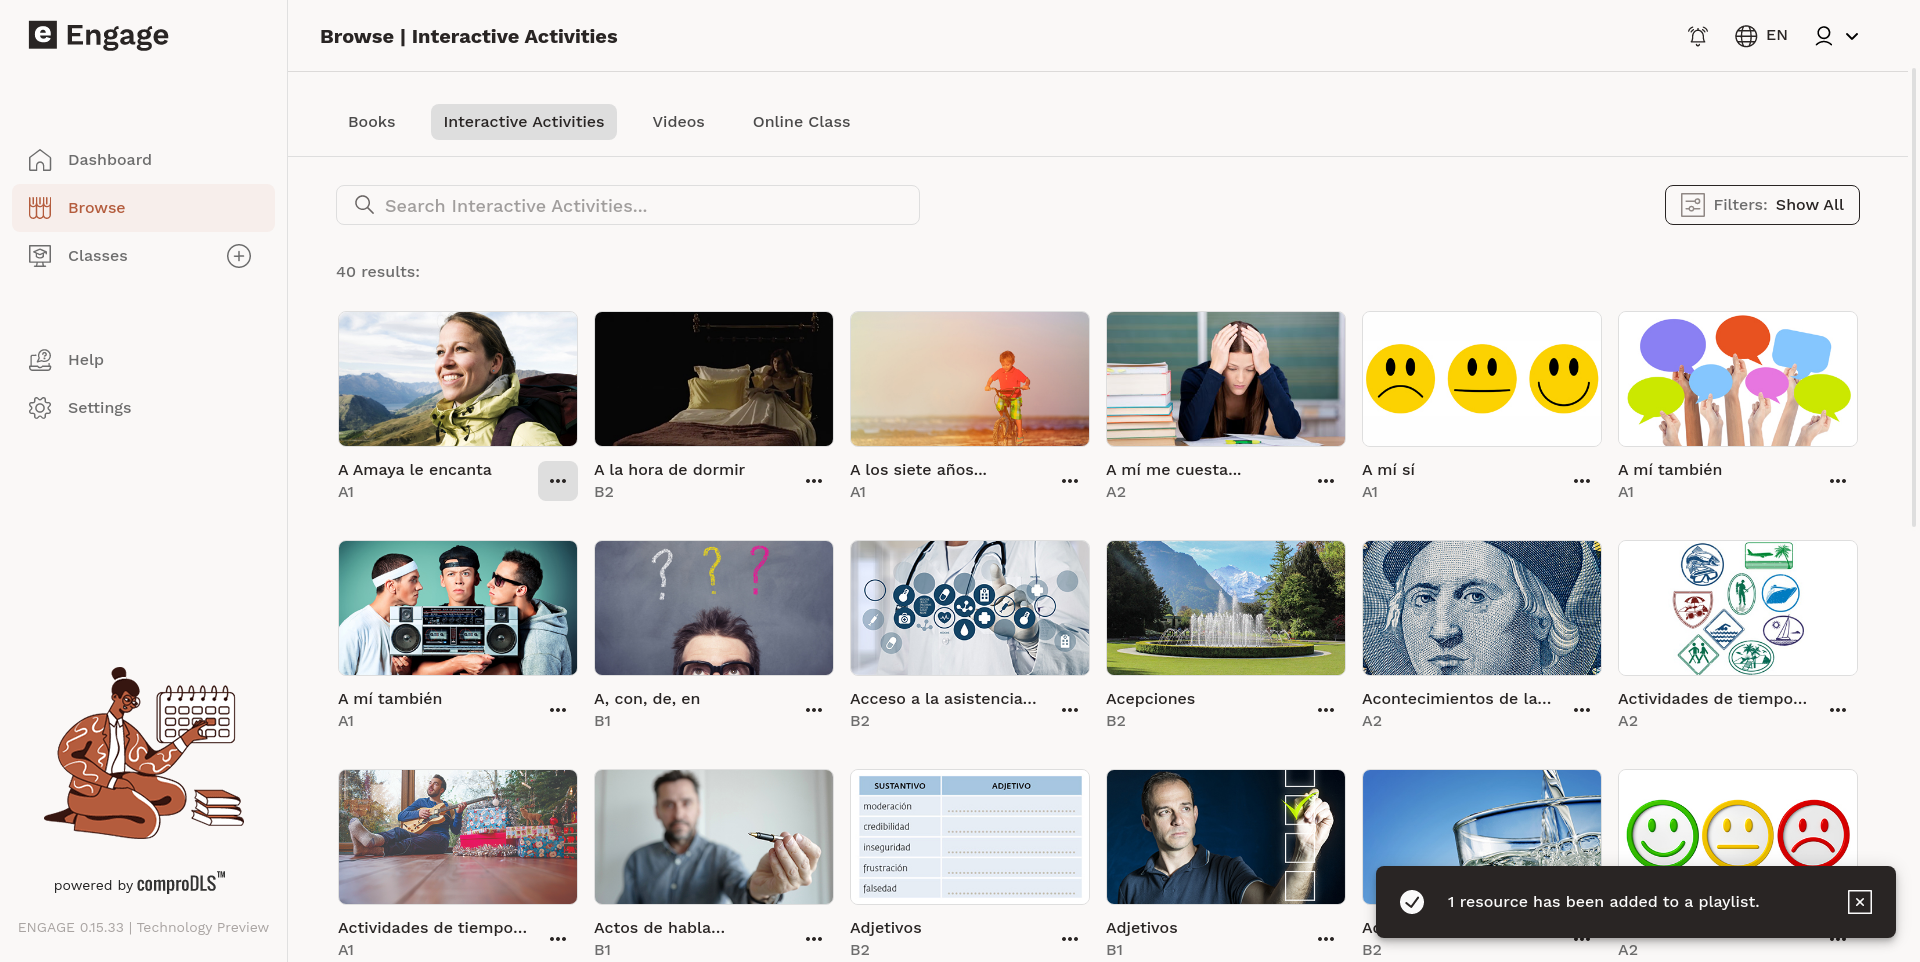 e Engage
Browse | Interactive Activities
EN
Dashboard
Browse
Classes
Help
Settings
powered by comproDLS™
ENGAGE 0.15.33 | Technology Preview
Books
Interactive Activities
Videos
Online Class
Search Interactive Activities...
Filters: Show All
40 results:
A Amaya le encanta
A1
A la hora de dormir
B2
A los siete años...
A1
A mí me cuesta...
A2
A mí sí
A1
A mí también
A1
? ? ?
A mí también
A1
A, con, de, en
B1
Acceso a la asistencia...
B2
Acepciones
B2
Acontecimientos de la...
A2
Actividades de tiempo...
A2
SUSTANTIVO ADJETIVO
moderación
credibilidad
inseguridad
frustración
falsedad
Actividades de tiempo...
A1
Actos de habla...
B1
Adjetivos
B2
Adjetivos
B1
B2
A2
1 resource has been added to a playlist.